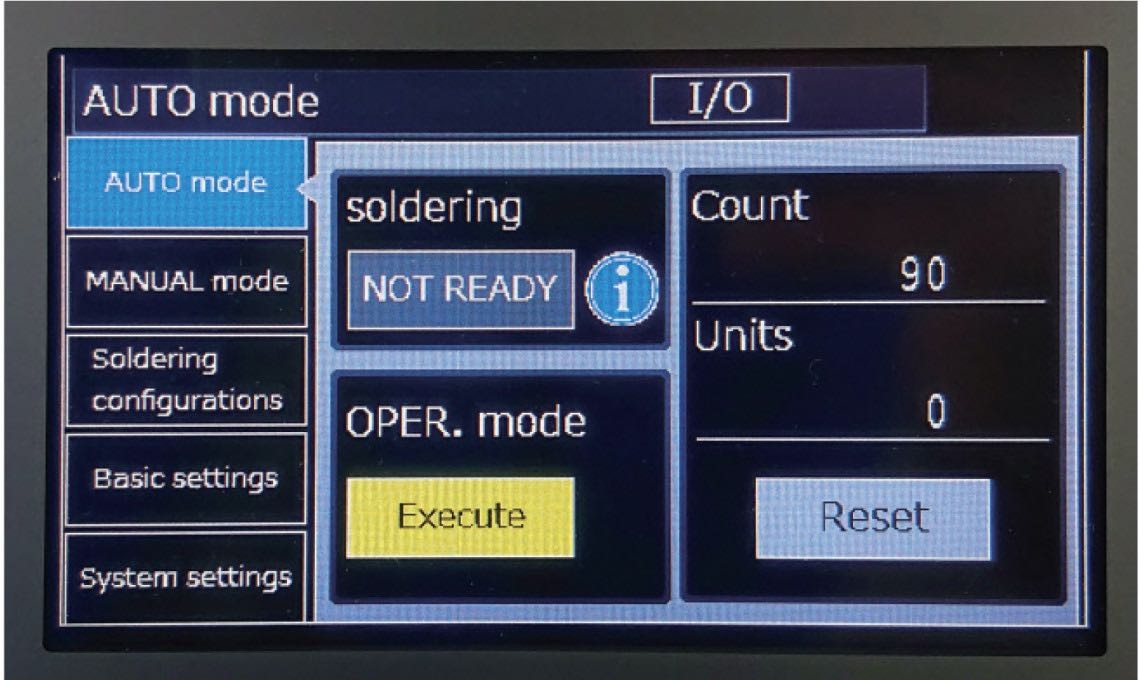 AUTO mode
I/O
AUTO mode
MANUAL mode
Soldering
configurations
Basic settings
System settings
soldering
NOT READY
i
OPER. mode
Execute
Count
90
Units
0
Reset